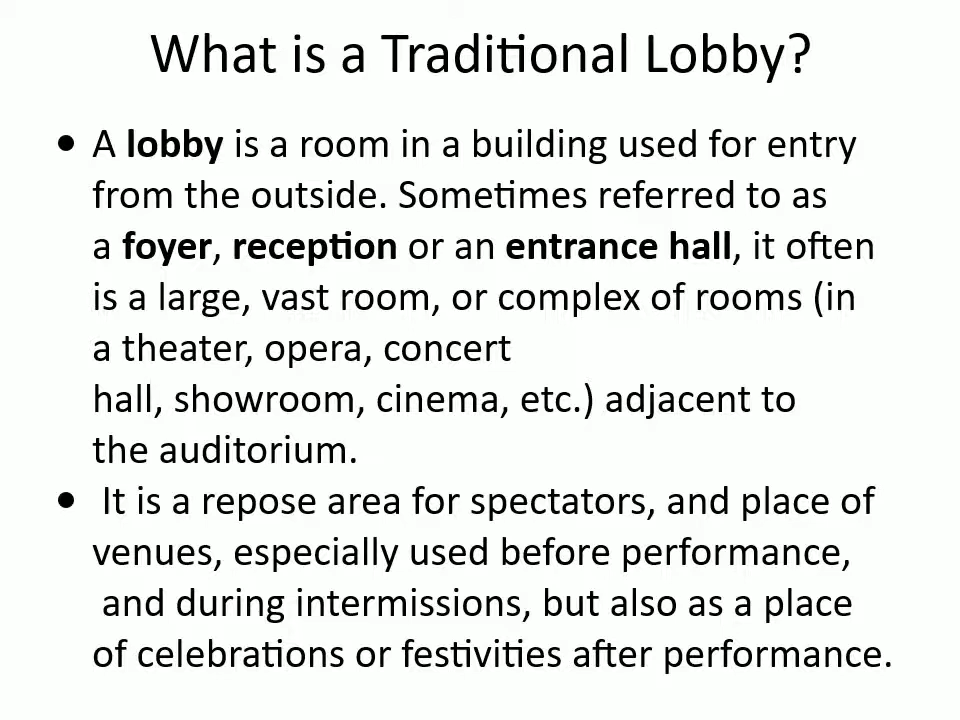 What is a Traditional Lobby?
• A lobby is a room in a building used for entry
from the outside. Sometimes referred to as
a foyer, reception or an entrance hall, it often
is a large, vast room, or complex of rooms (in
a theater, opera, concert
hall, showroom, cinema, etc.) adjacent to
the auditorium.
• It is a repose area for spectators, and place of
venues, especially used before performance,
and during intermissions, but also as a place
of celebrations or festivities after performance.